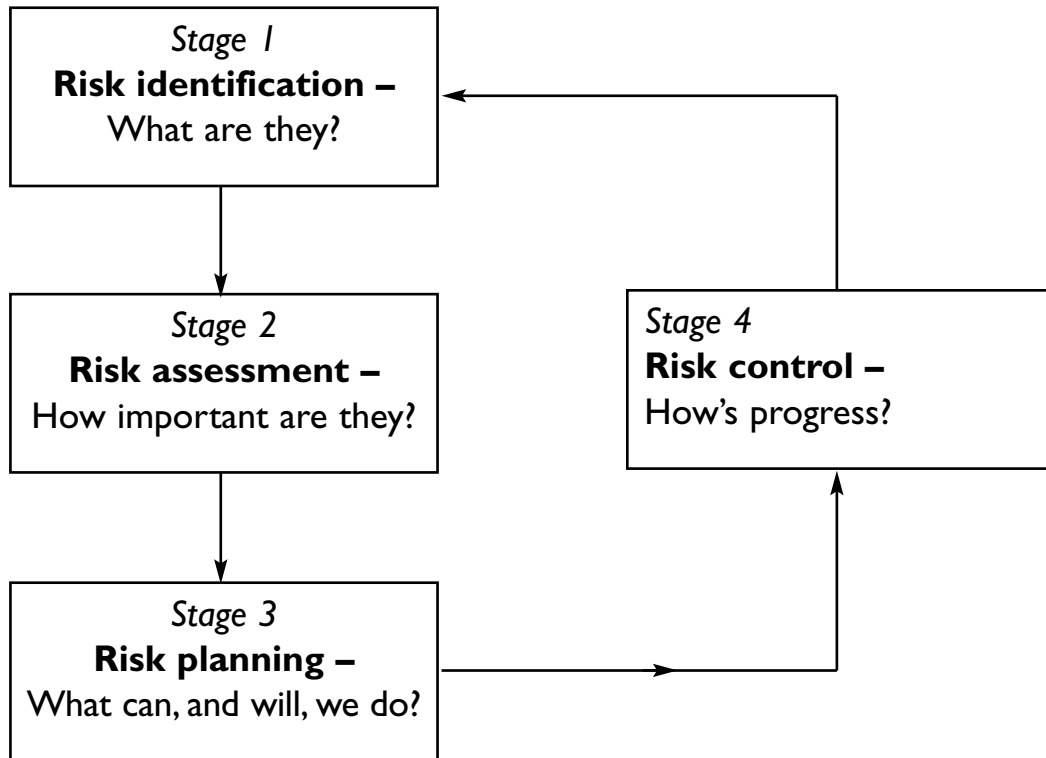 Stage 1
Risk identification –
What are they?
Stage 2
Risk assessment –
How important are they?
Stage 3
Risk planning –
What can, and will, we do?
Stage 4
Risk control –
How’s progress?